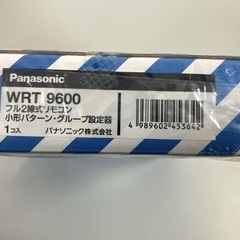 Panasonic
WRT 9600
フル2線式リモコン
小形パターン・グループ設定器
1コ入
パナソニック株式会社
4 989602 453642